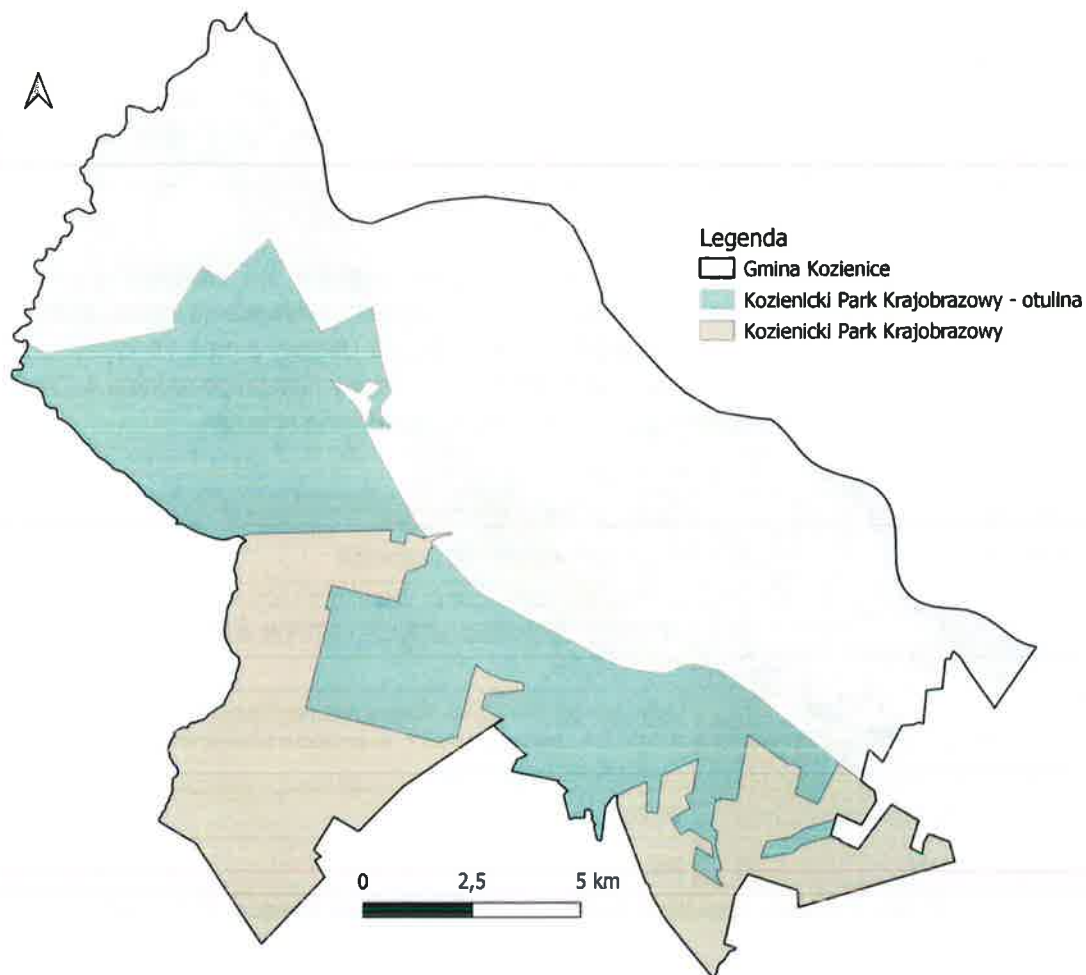 Legenda
Gmina Kozienice
Kozienicki Park Krajobrazowy - otulina
Kozienicki Park Krajobrazowy
0 2,5 5 km